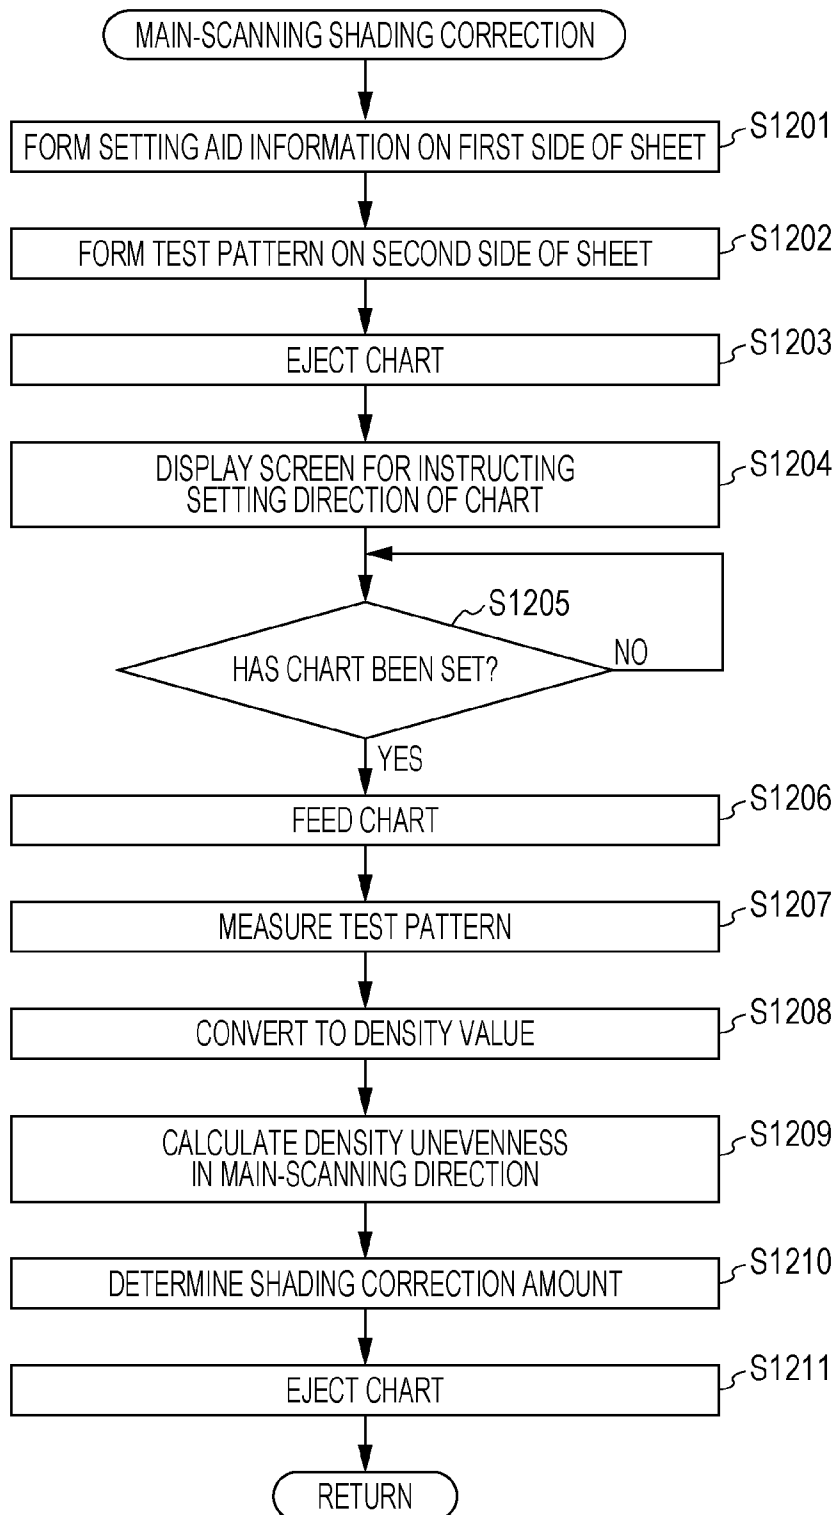 MAIN-SCANNING SHADING CORRECTION
S1201
FORM SETTING AID INFORMATION ON FIRST SIDE OF SHEET
S1202
FORM TEST PATTERN ON SECOND SIDE OF SHEET
S1203
EJECT CHART
S1204
DISPLAY SCREEN FOR INSTRUCTING
SETTING DIRECTION OF CHART
S1205
HAS CHART BEEN SET?
NO
YES
S1206
FEED CHART
S1207
MEASURE TEST PATTERN
S1208
CONVERT TO DENSITY VALUE
S1209
CALCULATE DENSITY UNEVENNESS
IN MAIN-SCANNING DIRECTION
S1210
DETERMINE SHADING CORRECTION AMOUNT
S1211
EJECT CHART
RETURN